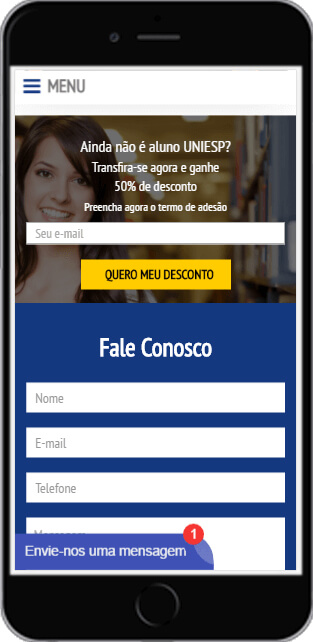 MENU
Ainda não é aluno UNIESP?
Transfira-se agora e ganhe
50% de desconto
Preencha agora o termo de adesão
Seu e-mail
QUERO MEU DESCONTO
Fale Conosco
Nome
E-mail
Telefone
1
Envie-nos uma mensagem